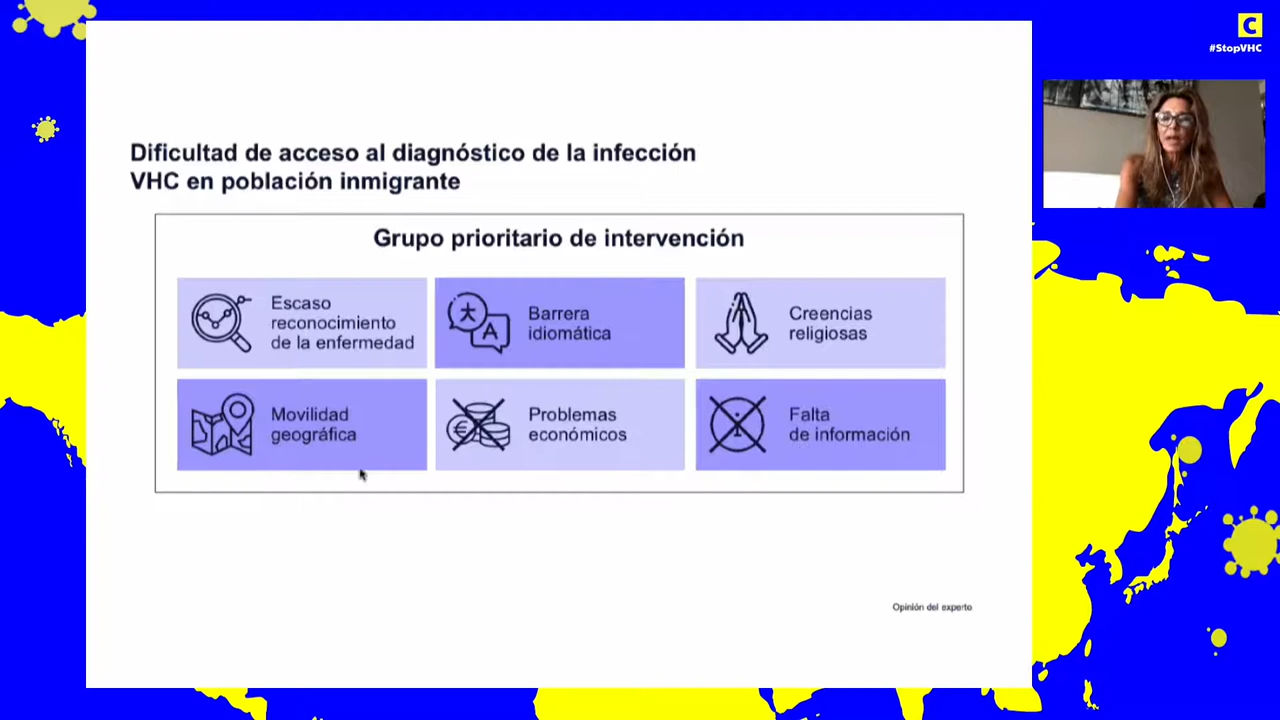 C
#StopVHC
Dificultad de acceso al diagnóstico de la infección
VHC en población inmigrante
Grupo prioritario de intervención
Escaso
reconocimiento
de la enfermedad
Barrera
idiomática
Creencias
religiosas
Movilidad
geográfica
Problemas
económicos
Falta
de información
Opinión del experto